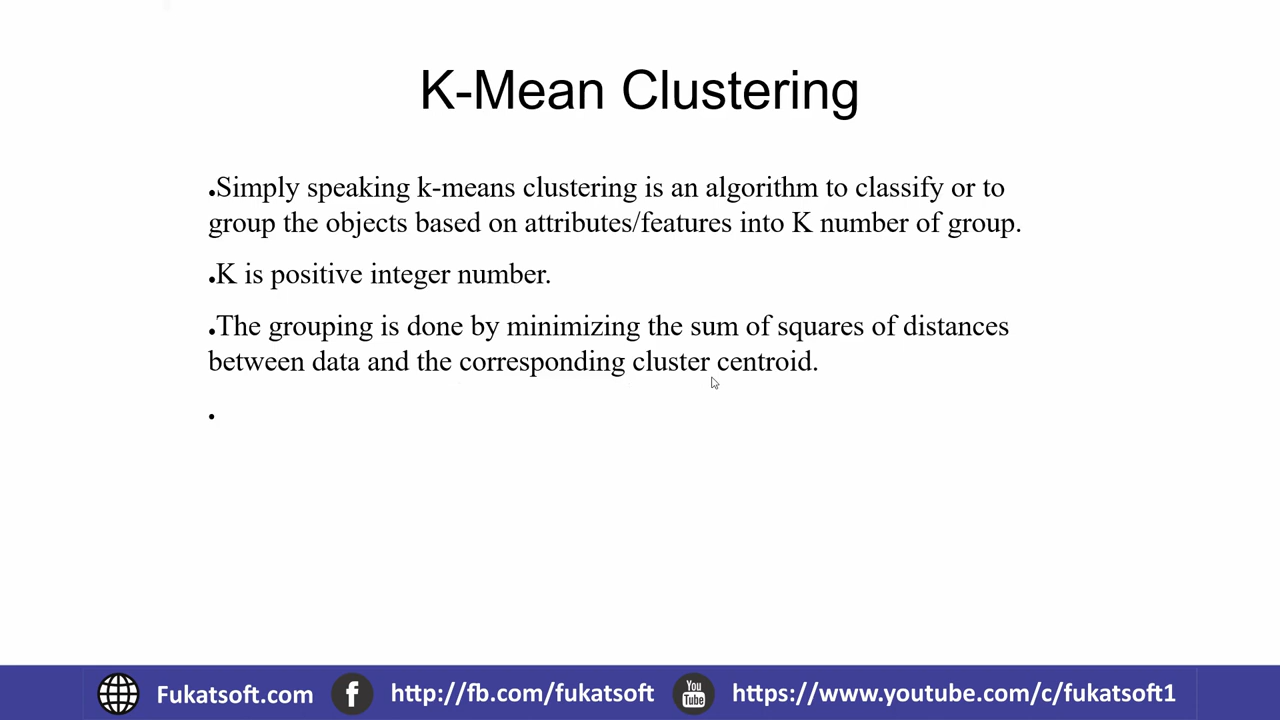 K-Mean Clustering
•Simply speaking k-means clustering is an algorithm to classify or to
group the objects based on attributes/features into K number of group.
•K is positive integer number.
•The grouping is done by minimizing the sum of squares of distances
between data and the corresponding cluster centroid.
•
Fukatsoft.com f http://fb.com/fukatsoft You Tube https://www.youtube.com/c/fukatsoft1